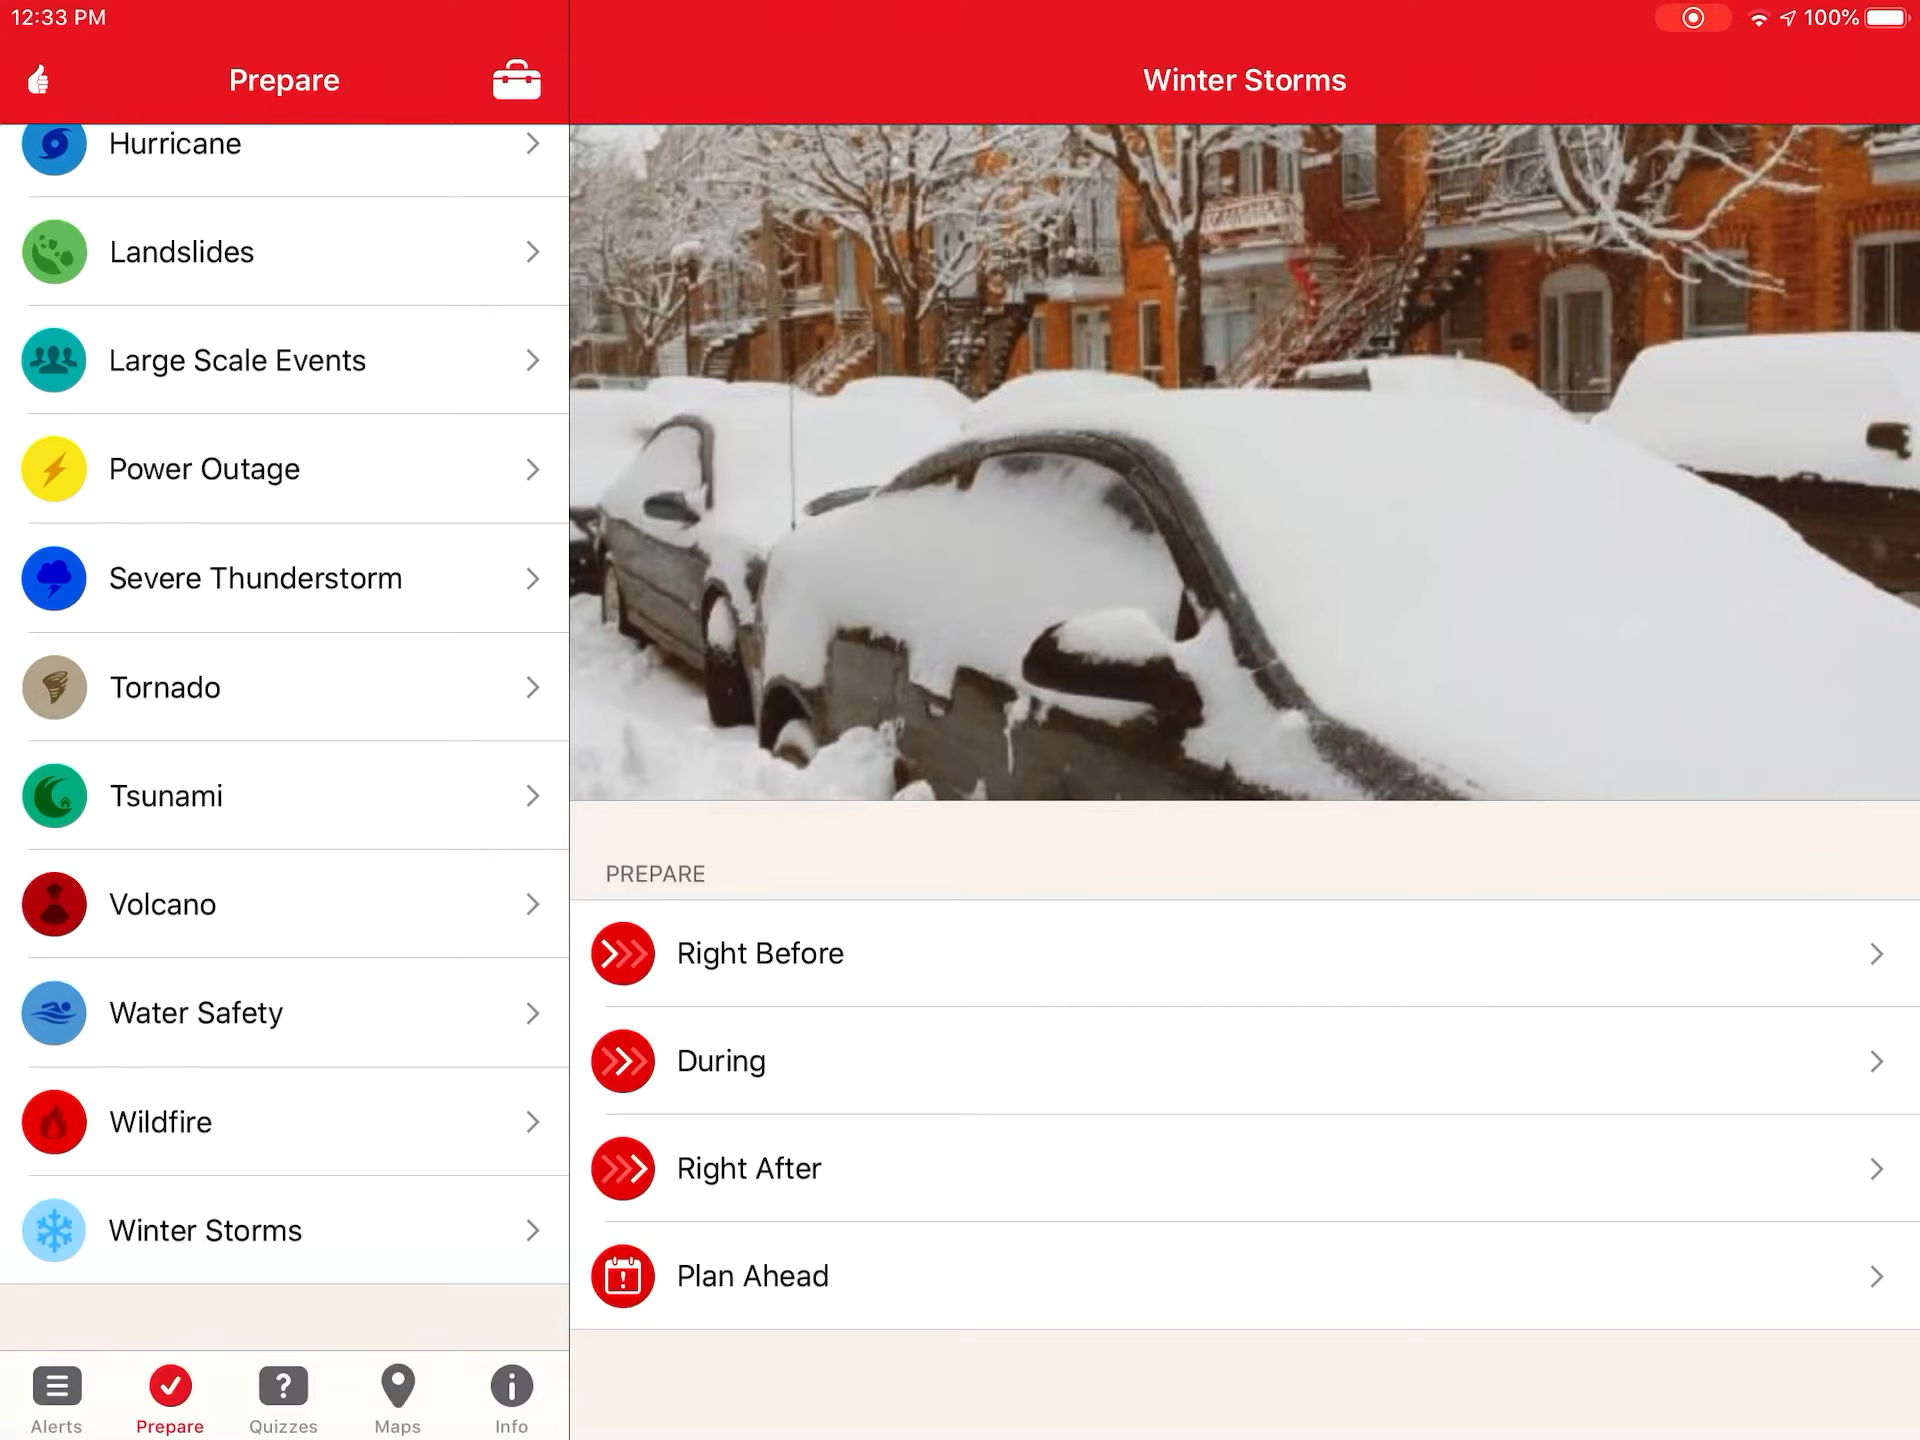 12:33 PM
100%
Prepare
Winter Storms
Hurricane
Landslides
Large Scale Events
Power Outage
Severe Thunderstorm
Tornado
Tsunami
Volcano
Water Safety
Wildfire
Winter Storms
PREPARE
Right Before
During
Right After
Plan Ahead
Alerts
Prepare
Quizzes
Maps
Info